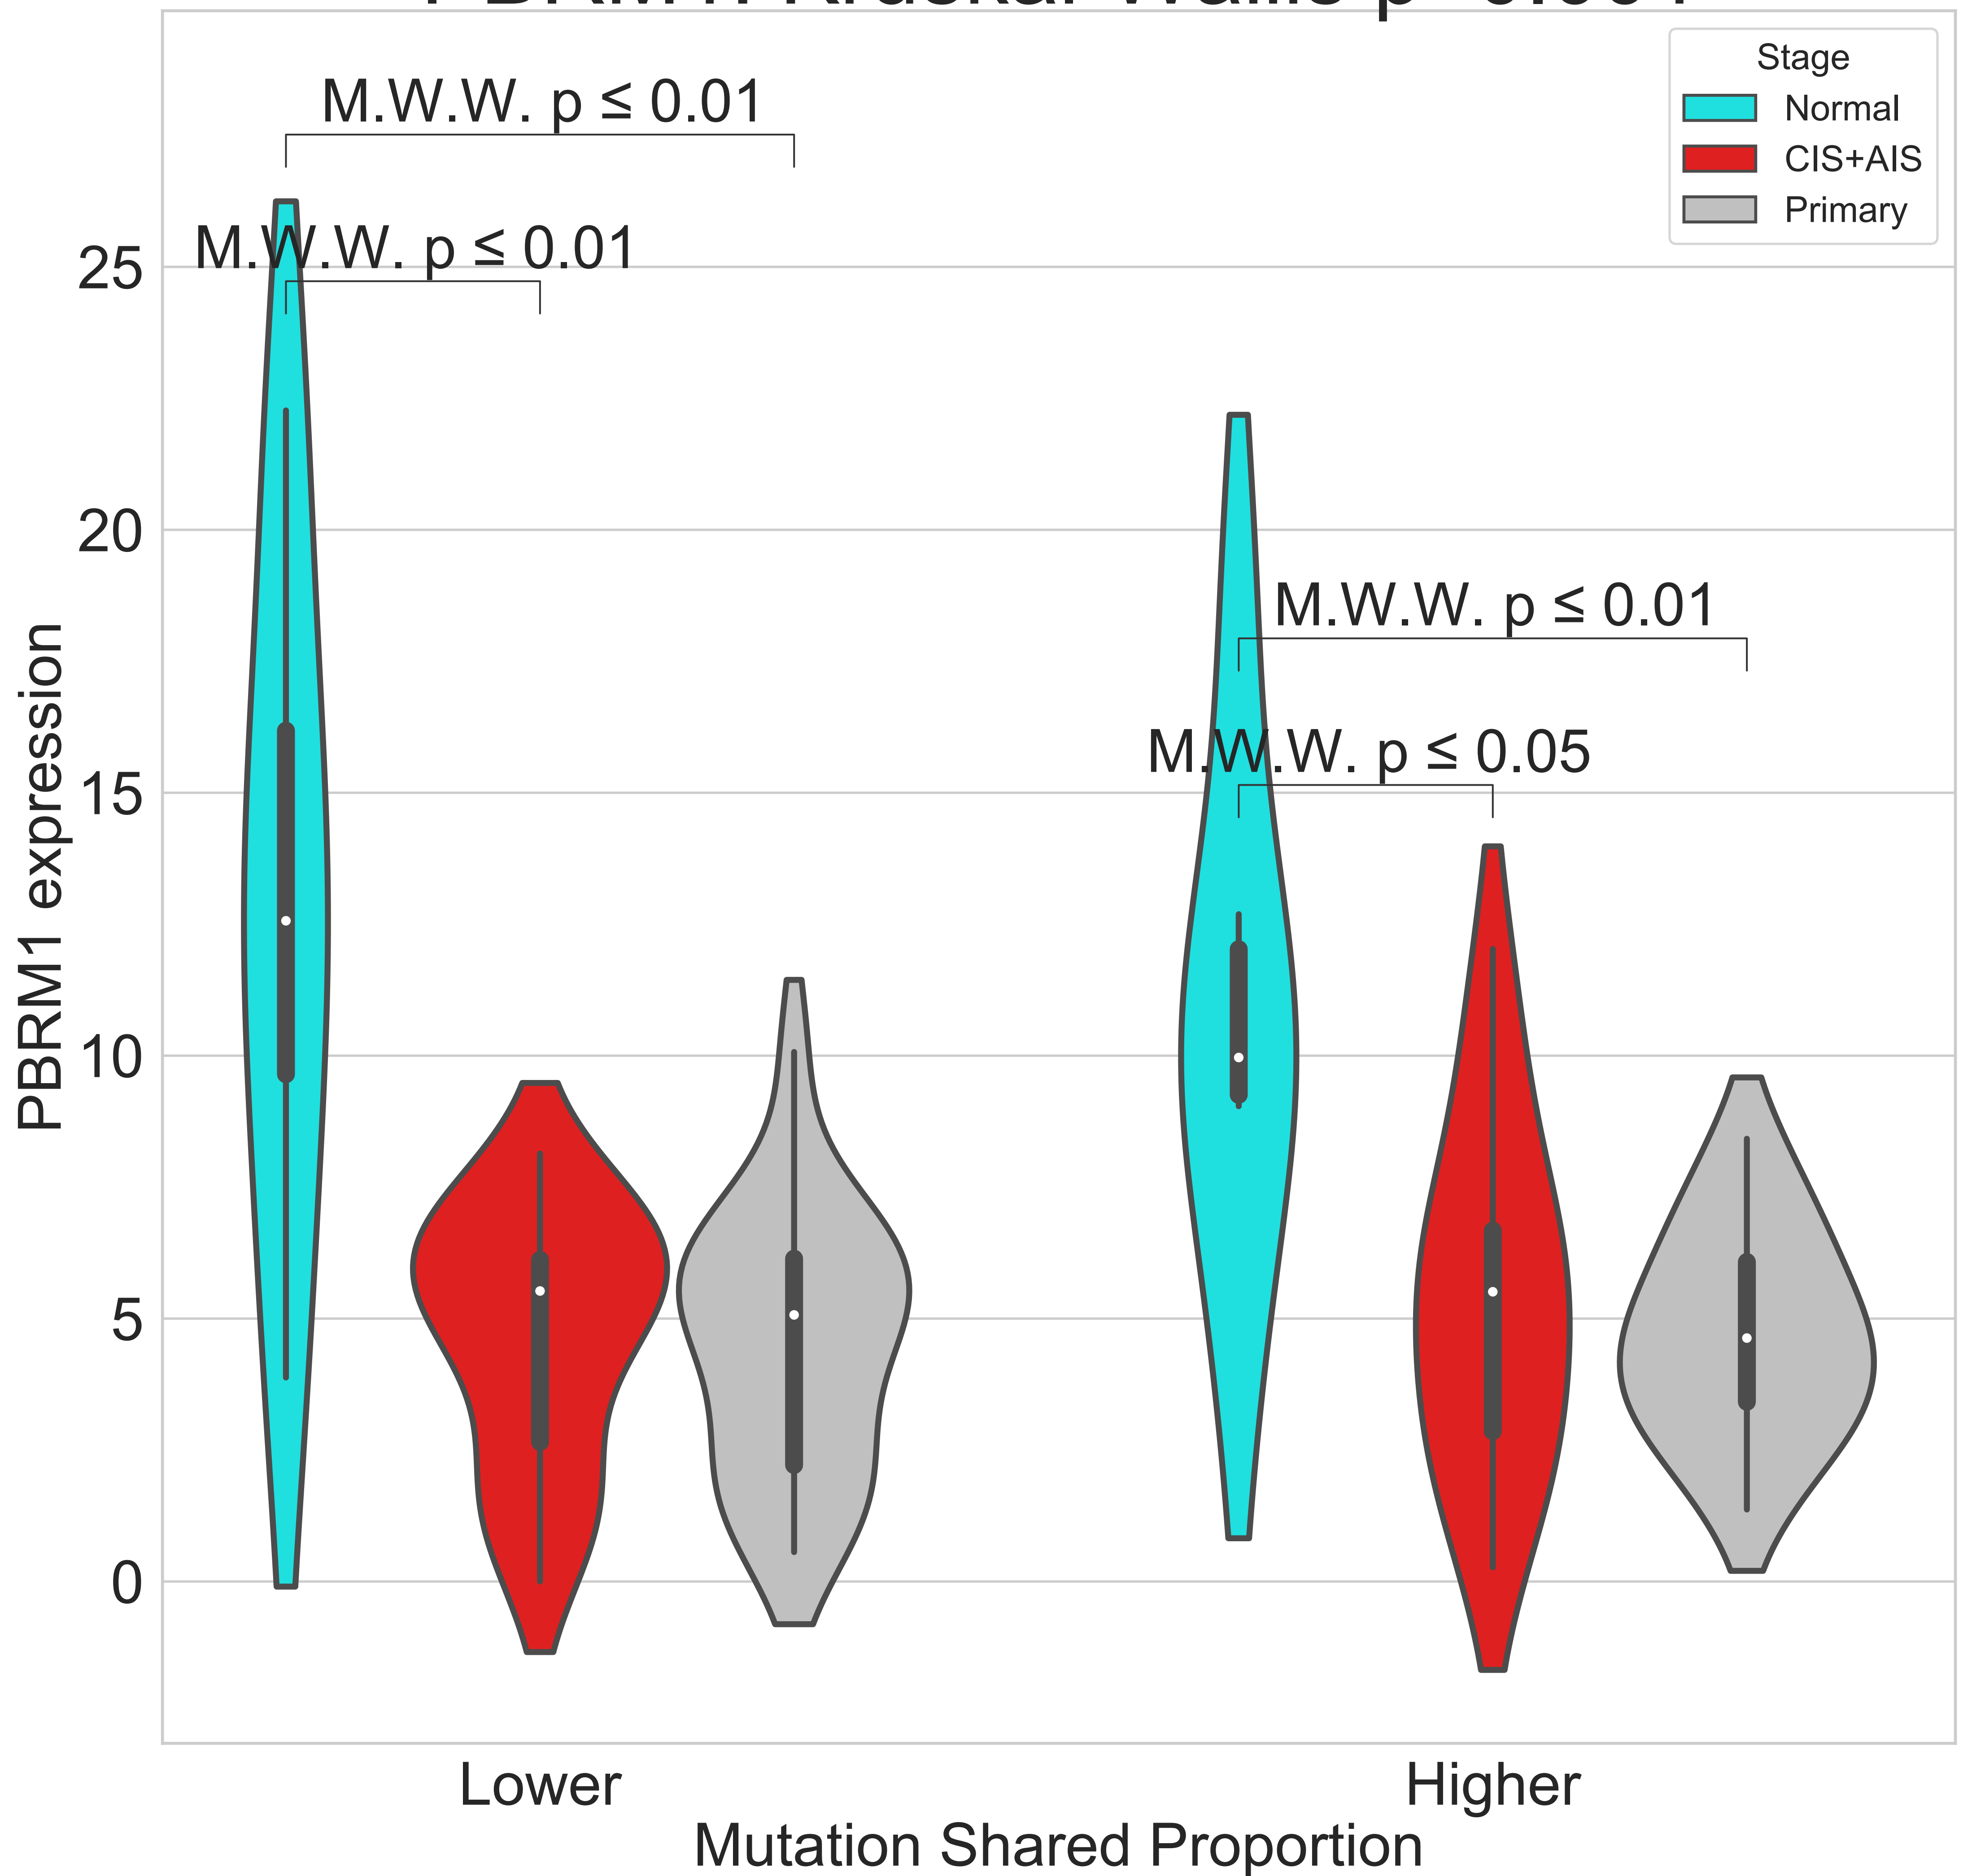 Stage
Normal
CIS+AIS
Primary
M.W.W. p ≤ 0.01
M.W.W. p ≤ 0.01
M.W.W. p ≤ 0.01
M.W.W. p ≤ 0.05
25
20
15
10
5
0
PBRM1 expression
Lower
Higher
Mutation Shared Proportion